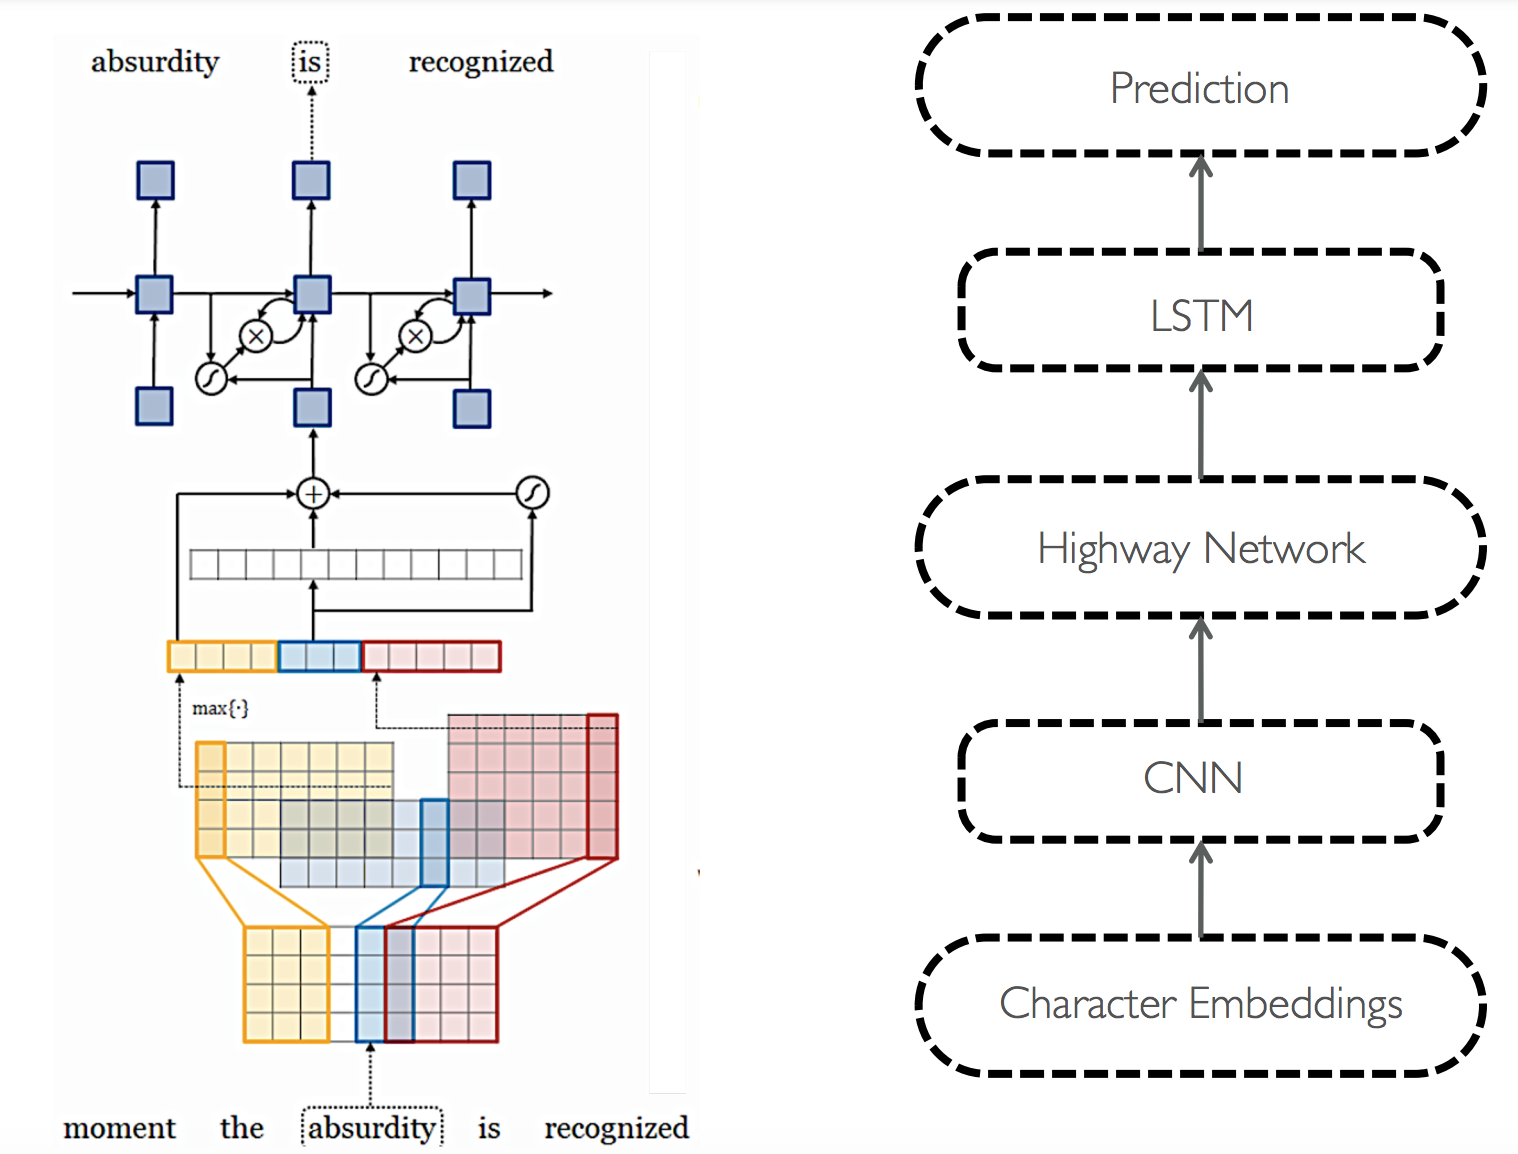 absurdity is recognized
max{·}
moment the absurdity is recognized
Prediction
LSTM
Highway Network
CNN
Character Embeddings